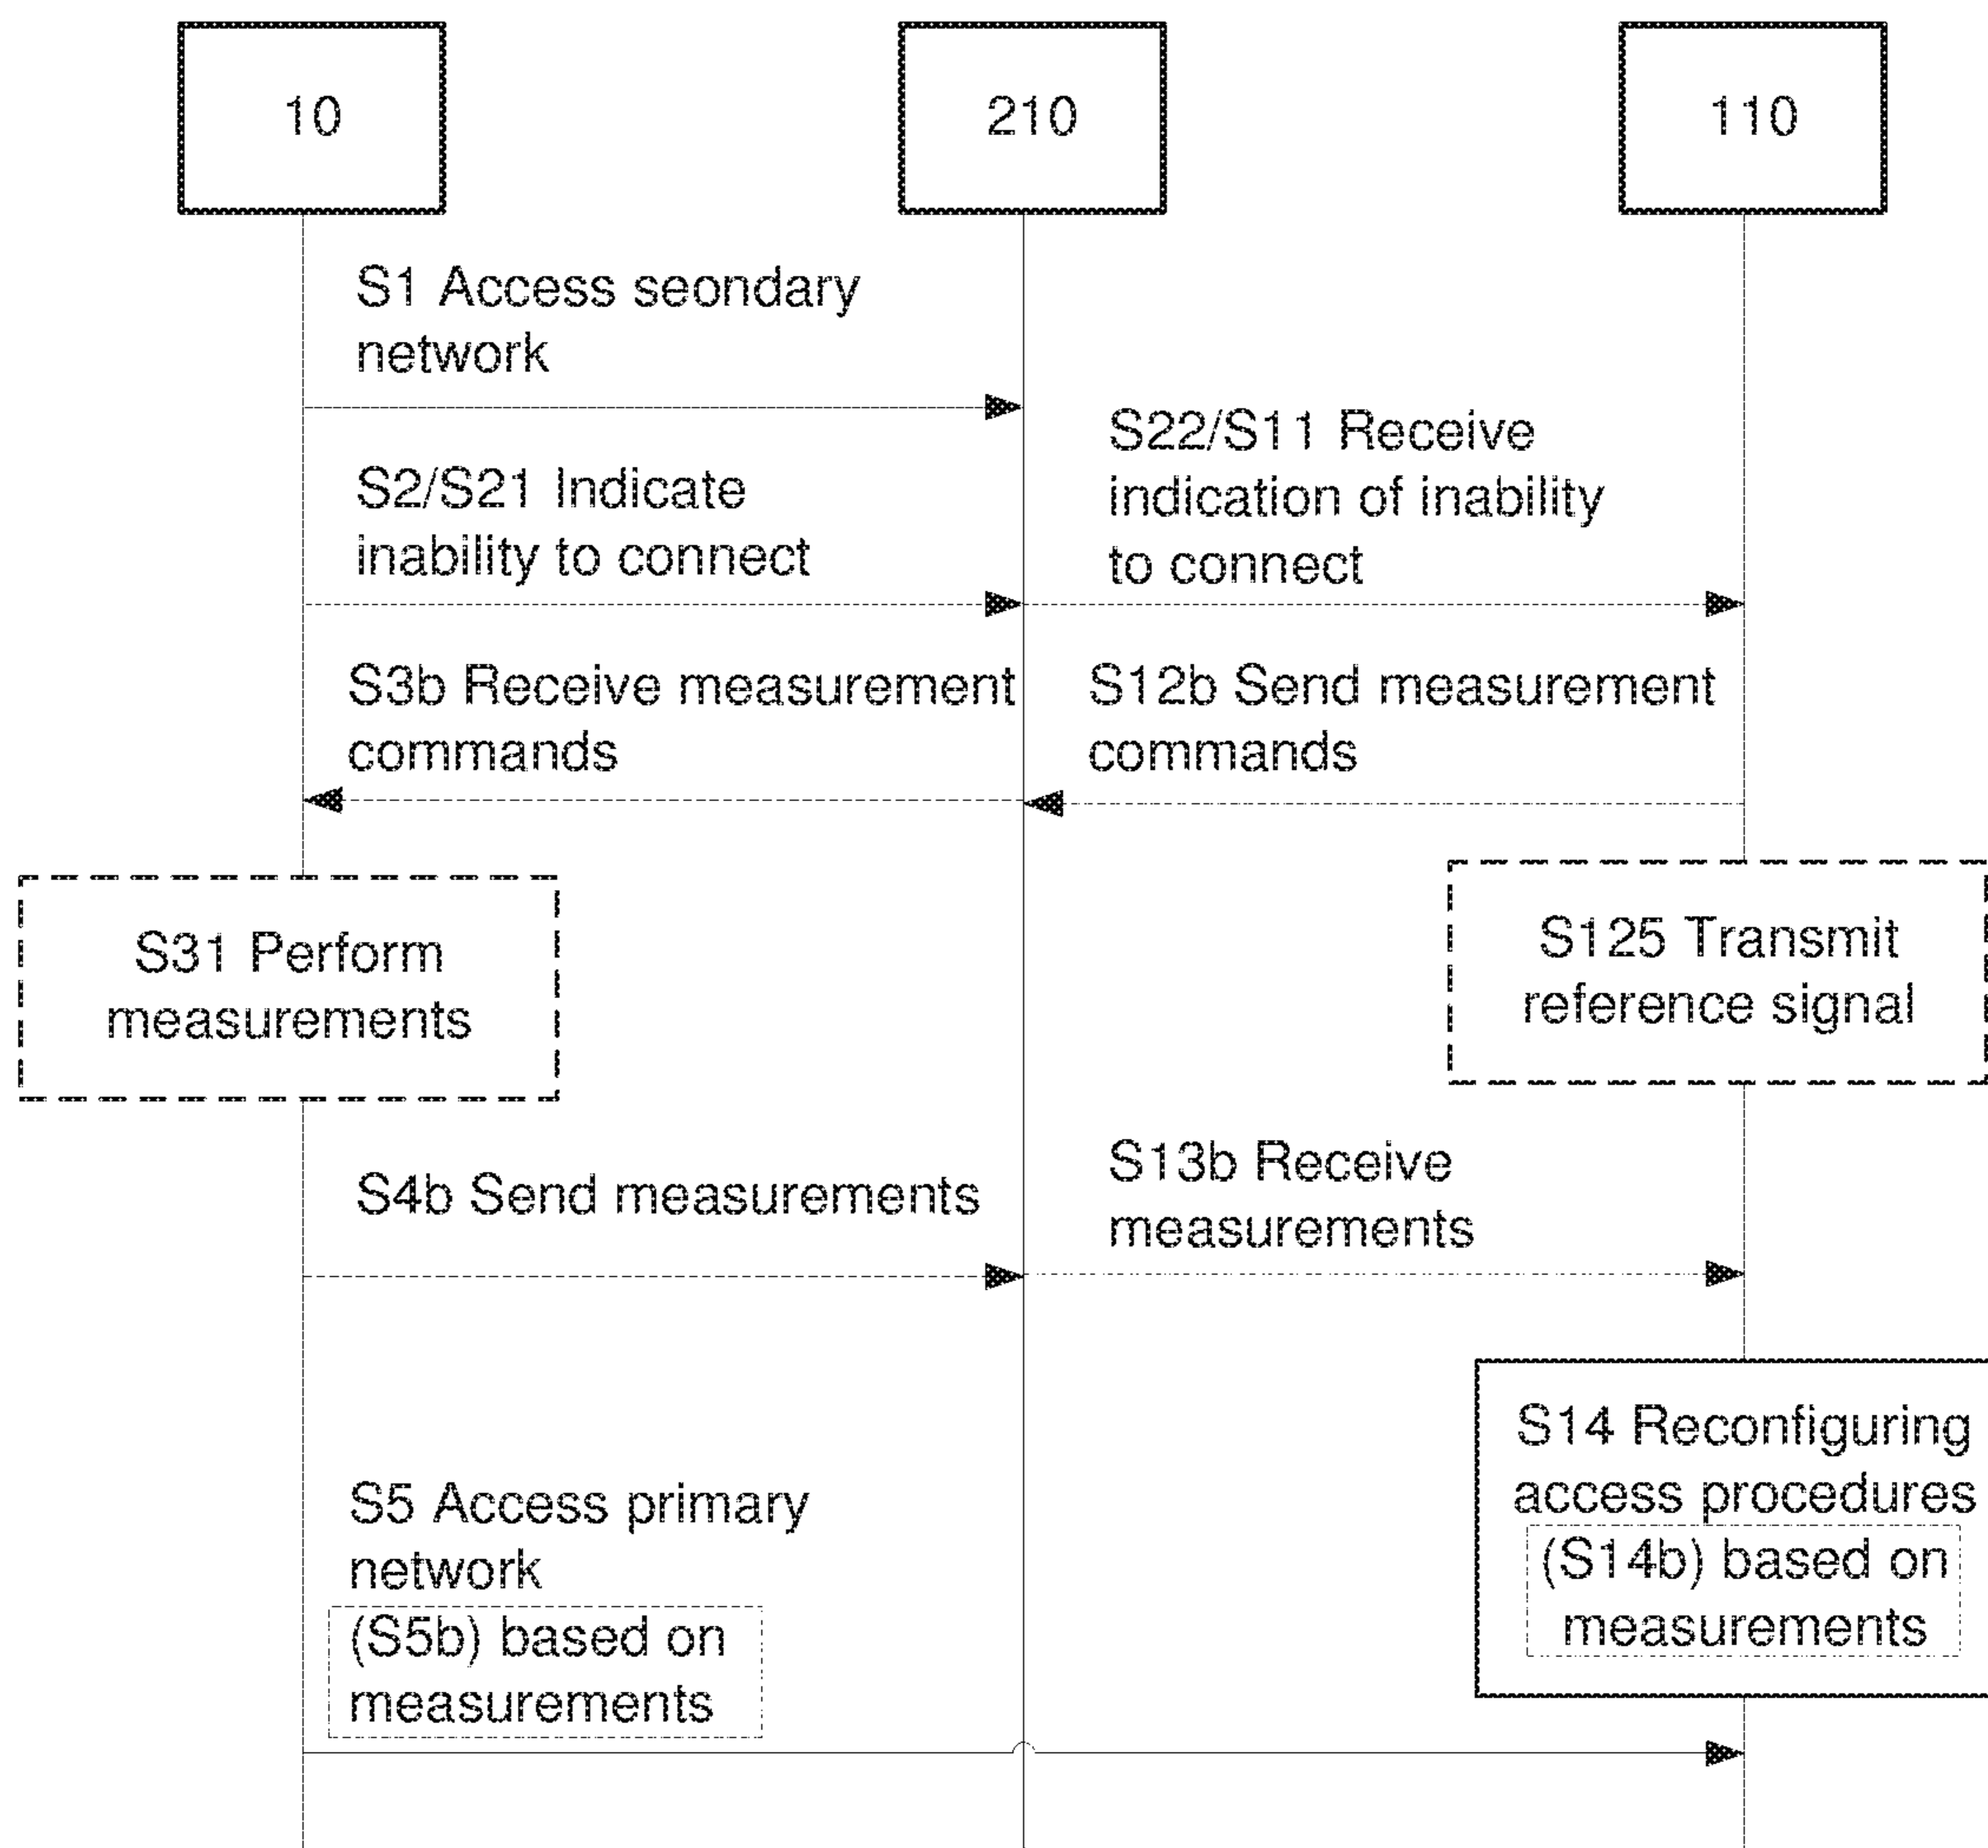 10
210
110
S1 Access seondary
network
S22/S11 Receive
indication of inability
to connect
S2/S21 Indicate
inability to connect
S3b Receive measurement
commands
S12b Send measurement
commands
S31 Perform
measurements
S125 Transmit
reference signal
S4b Send measurements
S13b Receive
measurements
S14 Reconfiguring
access procedures
(S14b) based on
measurements
S5 Access primary
network
(S5b) based on
measurements